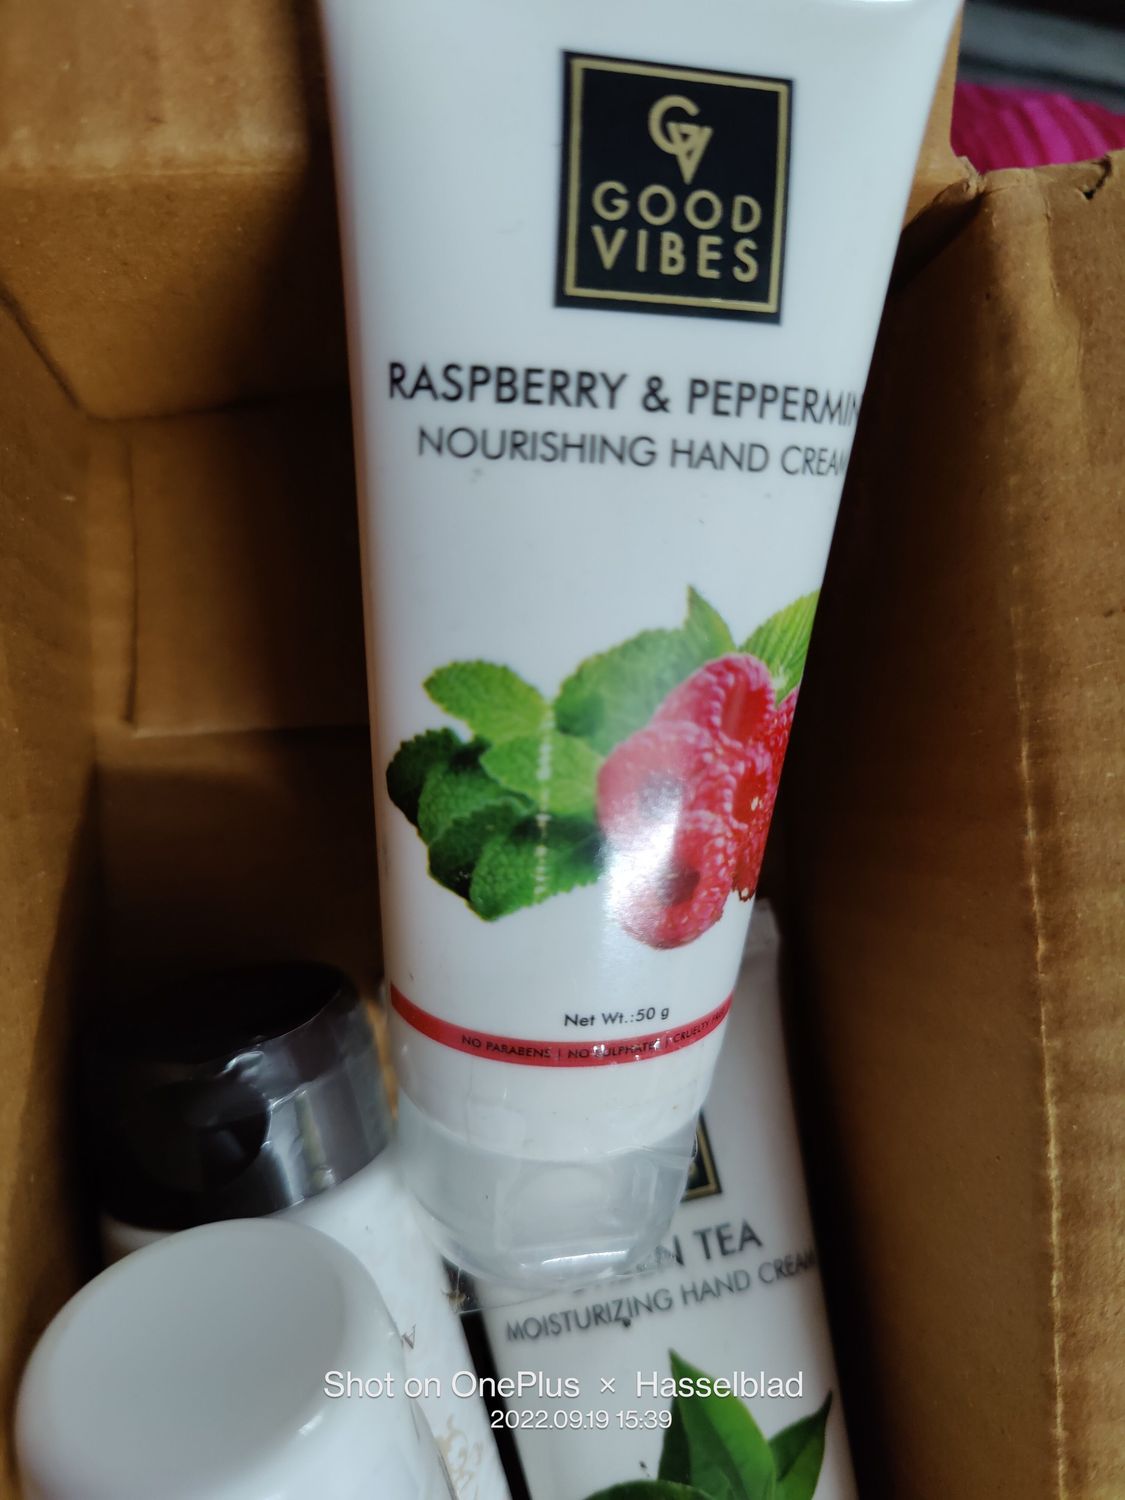 GV
GOOD
VIBES
RASPBERRY & PEPPERMIN
NOURISHING HAND CREAM
Net Wt.:50 g
NO PARABENS | NO SULPHATES | CRUELTY
TEA
MOISTURIZING HAND CREAM
Shot on OnePlus × Hasselblad
2022.09.19 15:39